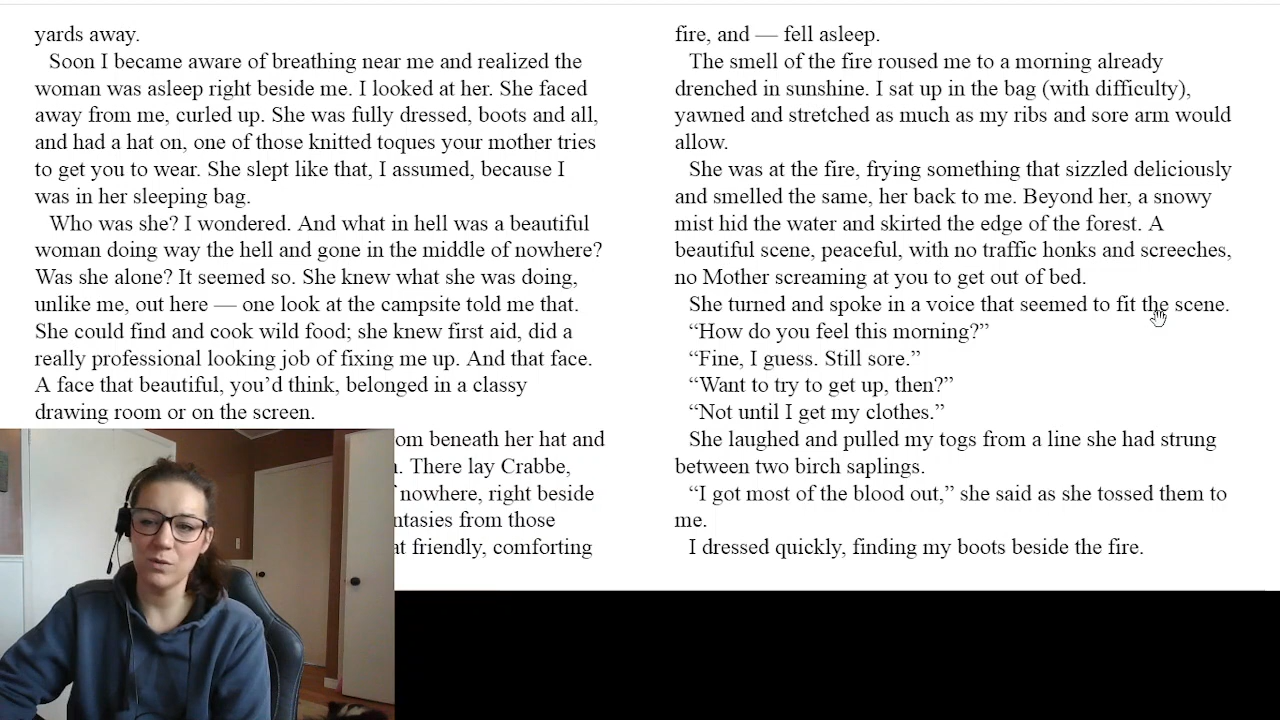 yards away.
Soon I became aware of breathing near me and realized the
woman was asleep right beside me. I looked at her. She faced
away from me, curled up. She was fully dressed, boots and all,
and had a hat on, one of those knitted toques your mother tries
to get you to wear. She slept like that, I assumed, because I
was in her sleeping bag.
Who was she? I wondered. And what in hell was a beautiful
woman doing way the hell and gone in the middle of nowhere?
Was she alone? It seemed so. She knew what she was doing,
unlike me, out here — one look at the campsite told me that.
She could find and cook wild food; she knew first aid, did a
really professional looking job of fixing me up. And that face.
A face that beautiful, you’d think, belonged in a classy
drawing room or on the screen.
beneath her hat and
There lay Crabbe,
nowhere, right beside
from those
friendly, comforting
fire, and — fell asleep.
The smell of the fire roused me to a morning already
drenched in sunshine. I sat up in the bag (with difficulty),
yawned and stretched as much as my ribs and sore arm would
allow.
She was at the fire, frying something that sizzled deliciously
and smelled the same, her back to me. Beyond her, a snowy
mist hid the water and skirted the edge of the forest. A
beautiful scene, peaceful, with no traffic honks and screeches,
no Mother screaming at you to get out of bed.
She turned and spoke in a voice that seemed to fit the scene.
“How do you feel this morning?”
“Fine, I guess. Still sore.”
“Want to try to get up, then?”
“Not until I get my clothes.”
She laughed and pulled my togs from a line she had strung
between two birch saplings.
“I got most of the blood out,” she said as she tossed them to
me.
I dressed quickly, finding my boots beside the fire.